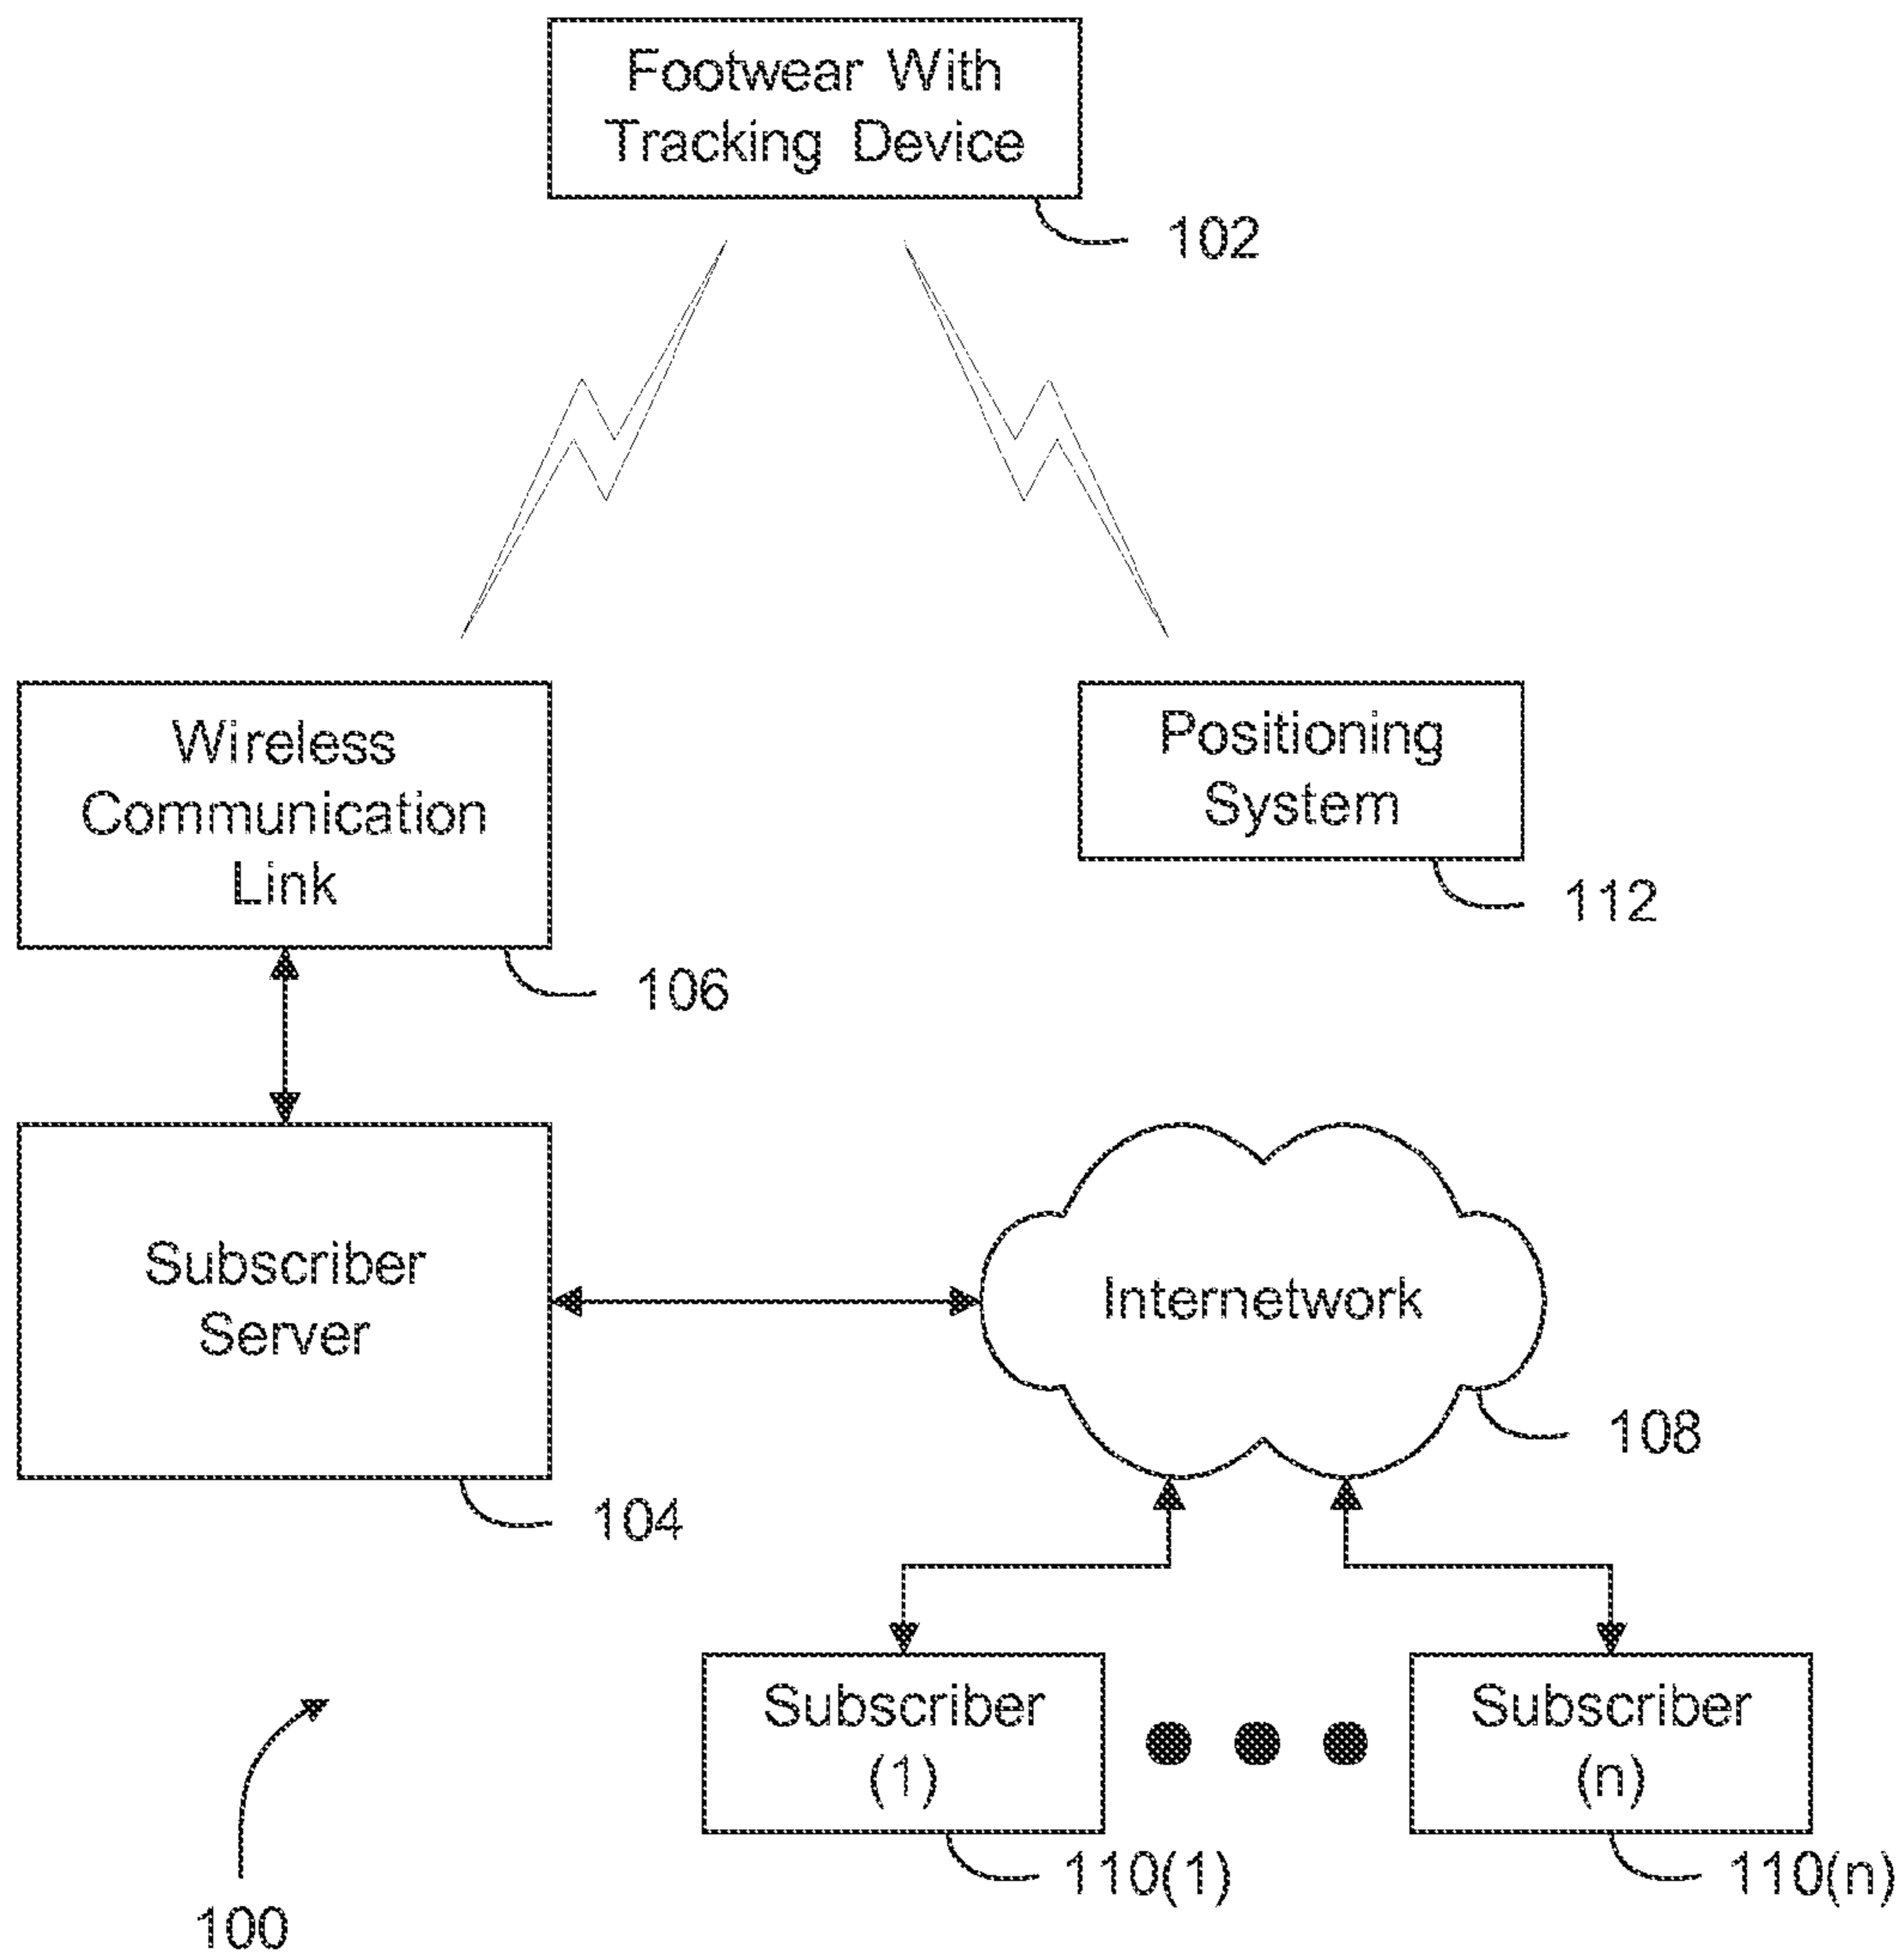 Footwear With
Tracking Device
102
Wireless
Communication
Link
106
Positioning
System
112
Subscriber
Server
104
Internetwork
108
Subscriber
(1)
110(1)
Subscriber
(n)
110(n)
100